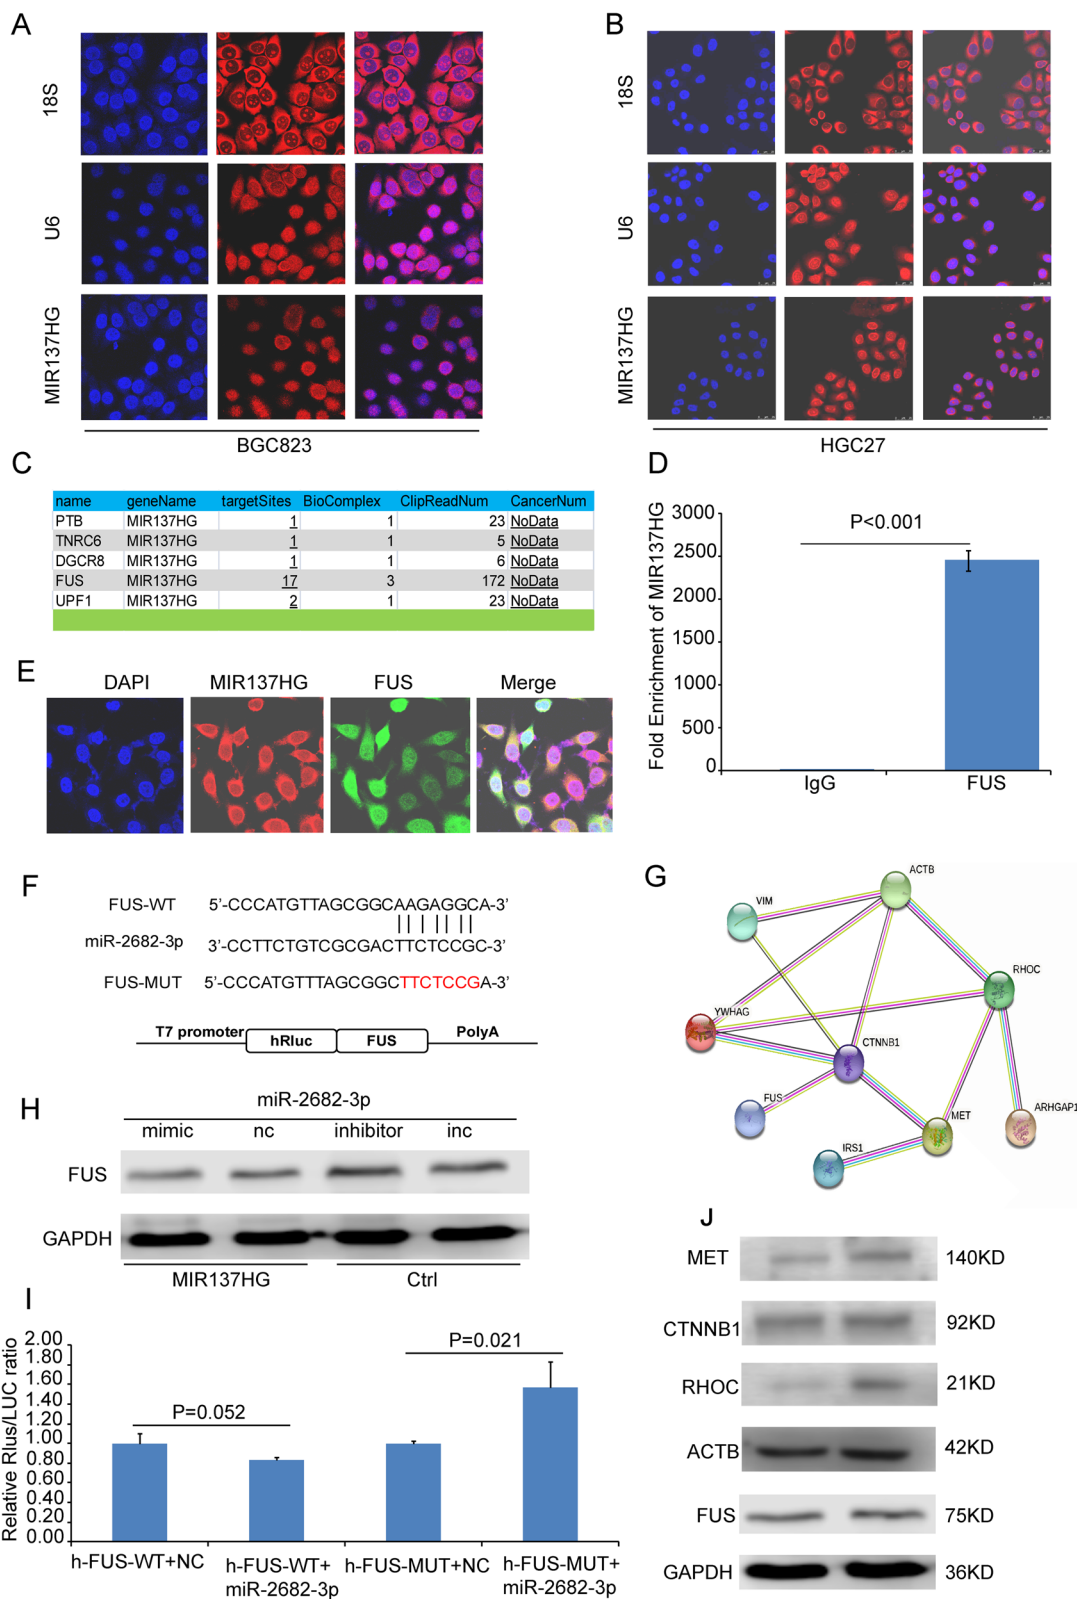 A
18S
U6
MIR137HG
BGC823
B
18S
U6
MIR137HG
HGC27
C
name geneName targetSites BioComplex ClipReadNum CancerNum
PTB MIR137HG 1 1 23 NoData
TNRC6 MIR137HG 1 1 5 NoData
DGCR8 MIR137HG 1 1 6 NoData
FUS MIR137HG 17 3 172 NoData
UPF1 MIR137HG 2 1 23 NoData
D
Fold Enrichment of MIR137HG
3000
2500
2000
1500
1000
500
0
P<0.001
IgG FUS
E
DAPI MIR137HG FUS Merge
F
FUS-WT 5'-CCCATGTTAGCGGCAAGAGGCA-3'
miR-2682-3p 3'-CCTTCTGTCGCGACTTCTCCGC-3'
FUS-MUT 5'-CCCATGTTTAGCGGCTTCTCCGA-3'
T7 promoter hRluc FUS PolyA
G
ACTB
VIM
RHOC
YWHAG
CTNNB1
FUS
MET
ARHGAP1
IRS1
H
miR-2682-3p
mimic nc inhibitor inc
FUS
GAPDH
MIR137HG Ctrl
I
Relative Rlus/LUC ratio
2.00
1.80
1.60
1.40
1.20
1.00
0.80
0.60
0.40
0.20
0.00
P=0.052
P=0.021
h-FUS-WT+NC
h-FUS-WT+
miR-2682-3p
h-FUS-MUT+NC
h-FUS-MUT+
miR-2682-3p
J
MET 140KD
CTNNB1 92KD
RHOC 21KD
ACTB 42KD
FUS 75KD
GAPDH 36KD